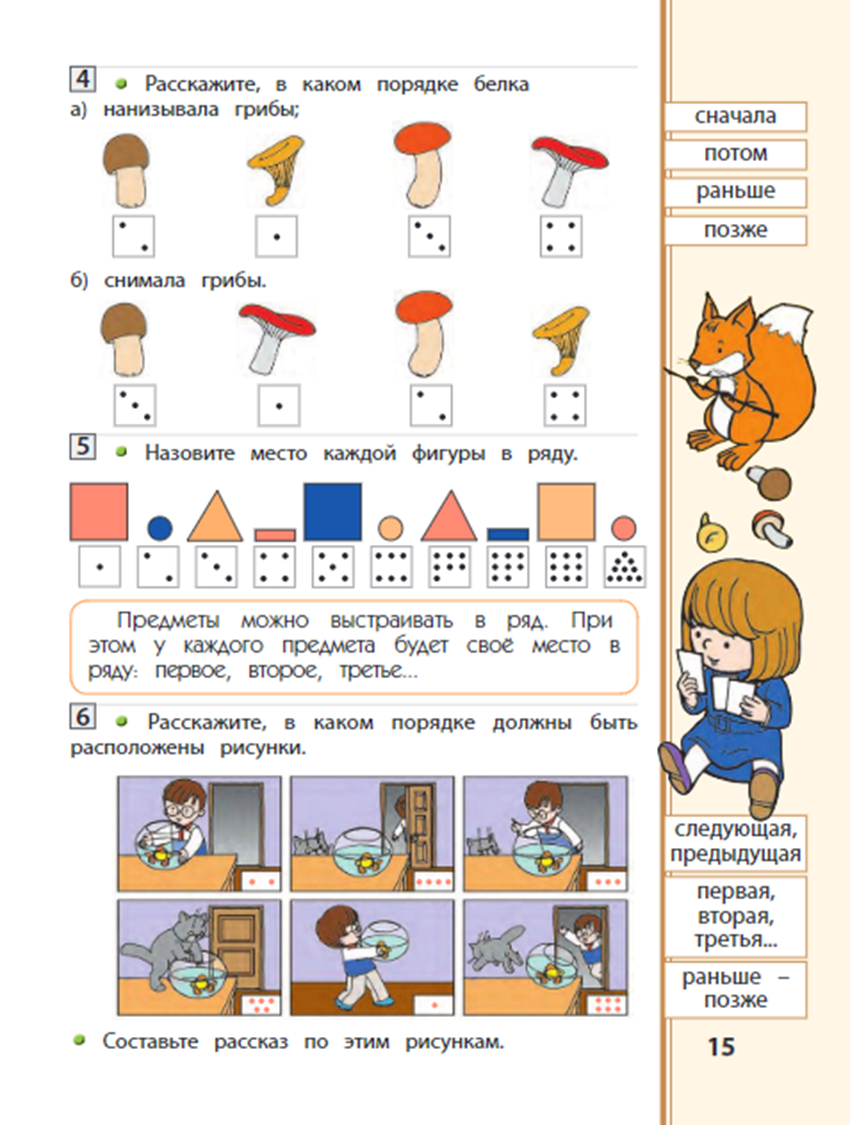 4 Расскажите, в каком порядке белка
а) нанизывала грибы;
б) снимала грибы.
5 Назовите место каждой фигуры в ряду.
Предметы можно выстраивать в ряд. При
этом у каждого предмета будет своё место в
ряду: первое, второе, третье...
6 Расскажите, в каком порядке должны быть
расположены рисунки.
Составьте рассказ по этим рисункам.
сначала
потом
раньше
позже
следующая,
предыдущая
первая,
вторая,
третья...
раньше –
позже
15